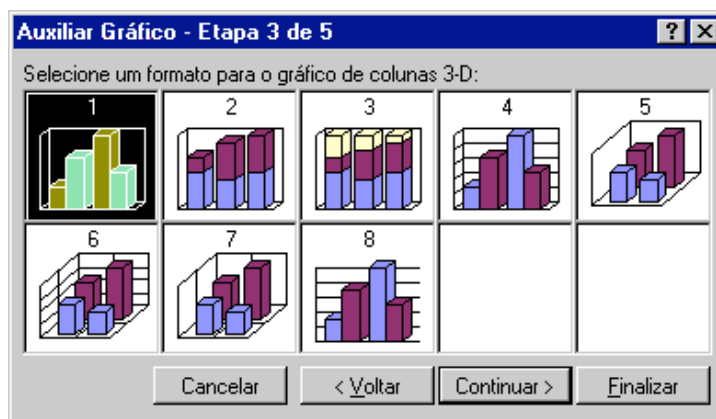 Auxiliar Gráfico - Etapa 3 de 5
Selecione um formato para o gráfico de colunas 3-D:
1 2 3 4 5
6 7 8
Cancelar < Voltar Continuar > Finalizar